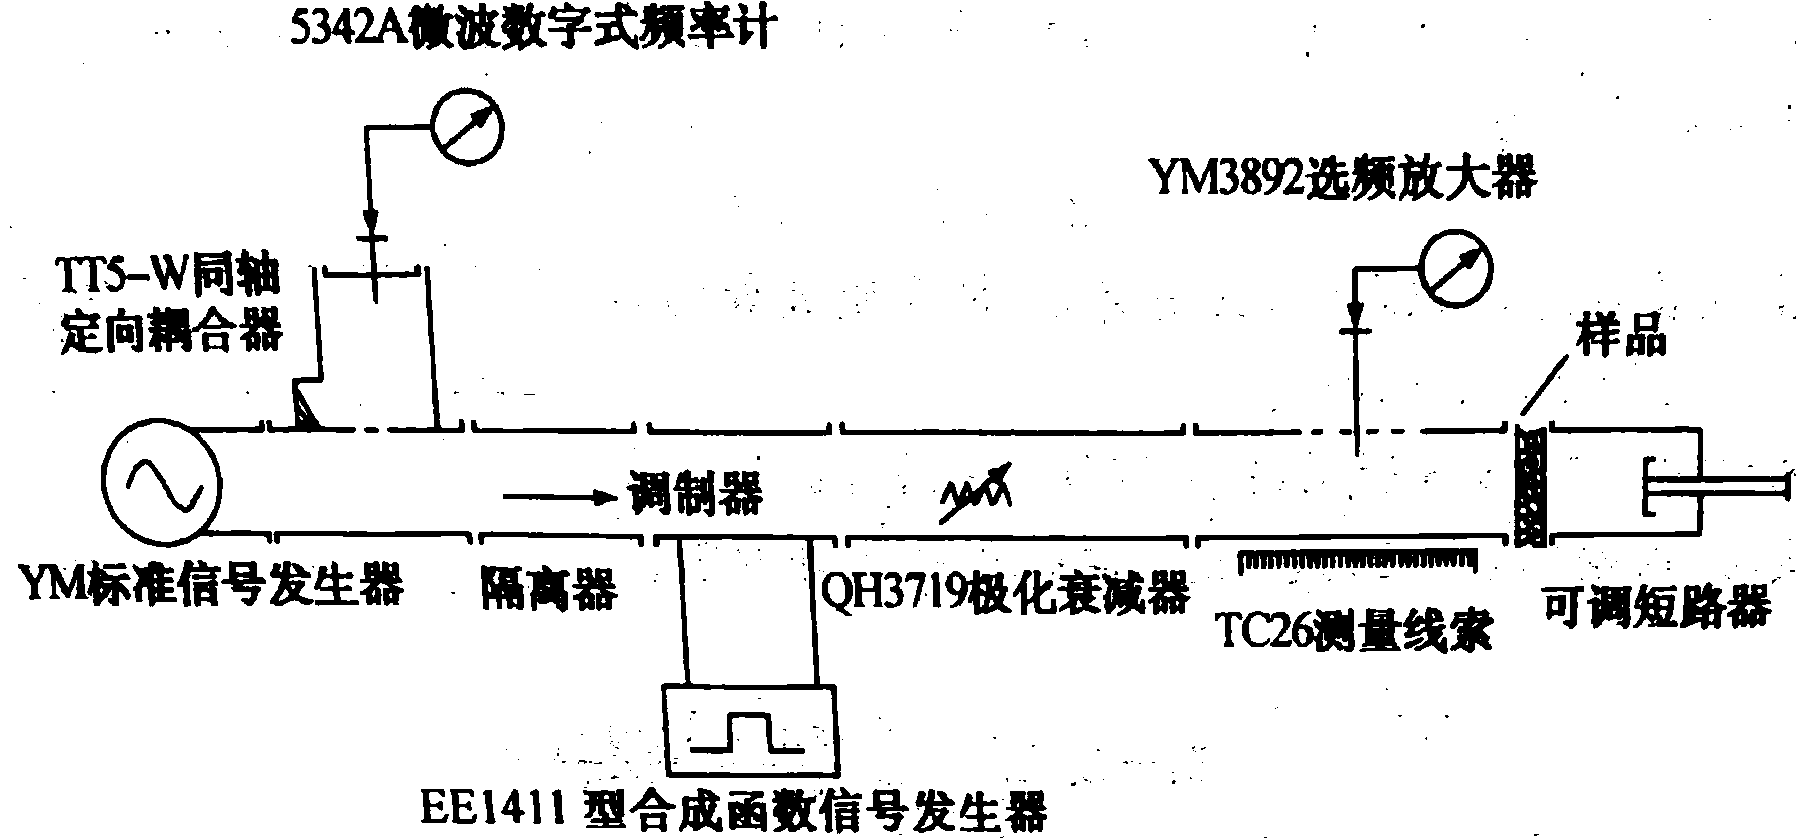 5342A微波数字式频率计
YM3892选频放大器
TT5-W同轴
定向耦合器
样品
调制器
YM标准信号发生器
隔离器
QH3719极化衰减器
TC26测量线索
可调短路器
EE1411 型合成函数信号发生器